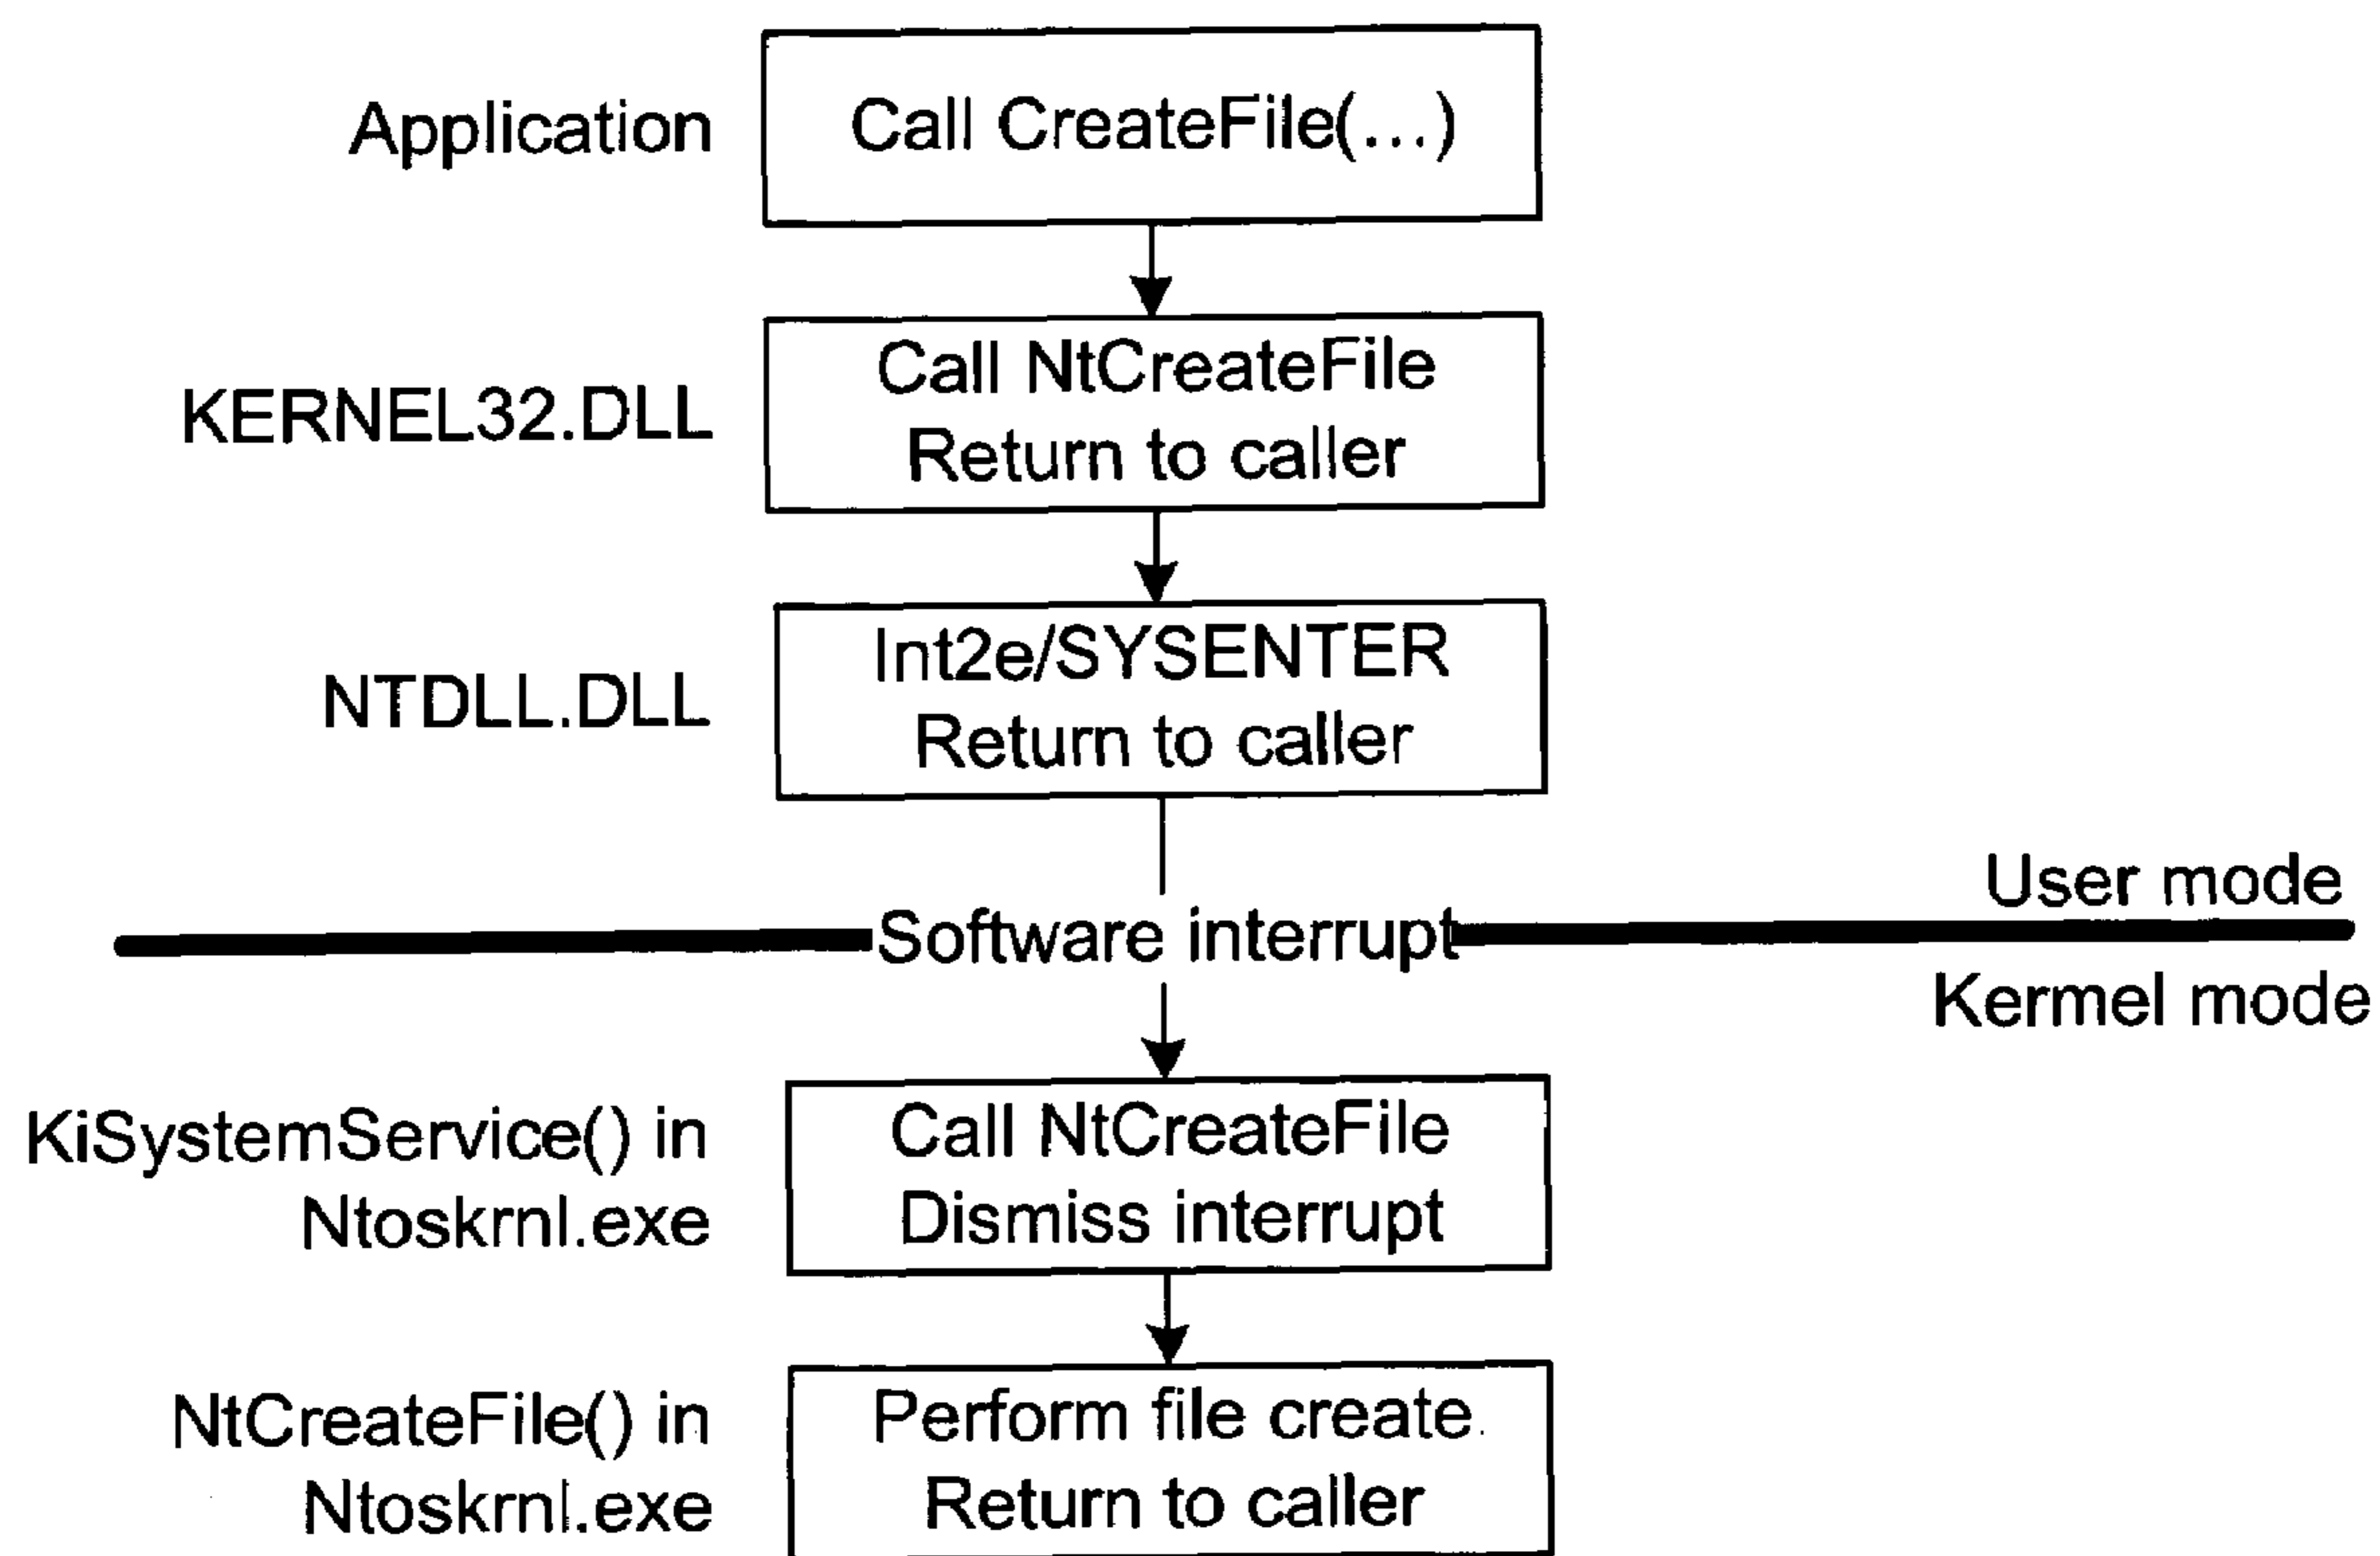 Application
Call CreateFile(...)
KERNEL32.DLL
Call NtCreateFile
Return to caller
NTDLL.DLL
Int2e/SYSENTER
Return to caller
User mode
Software interrupt
Kermel mode
KiSystemService() in
Ntoskrnl.exe
Call NtCreateFile
Dismiss interrupt
NtCreateFile() in
Ntoskrnl.exe
Perform file create
Return to caller